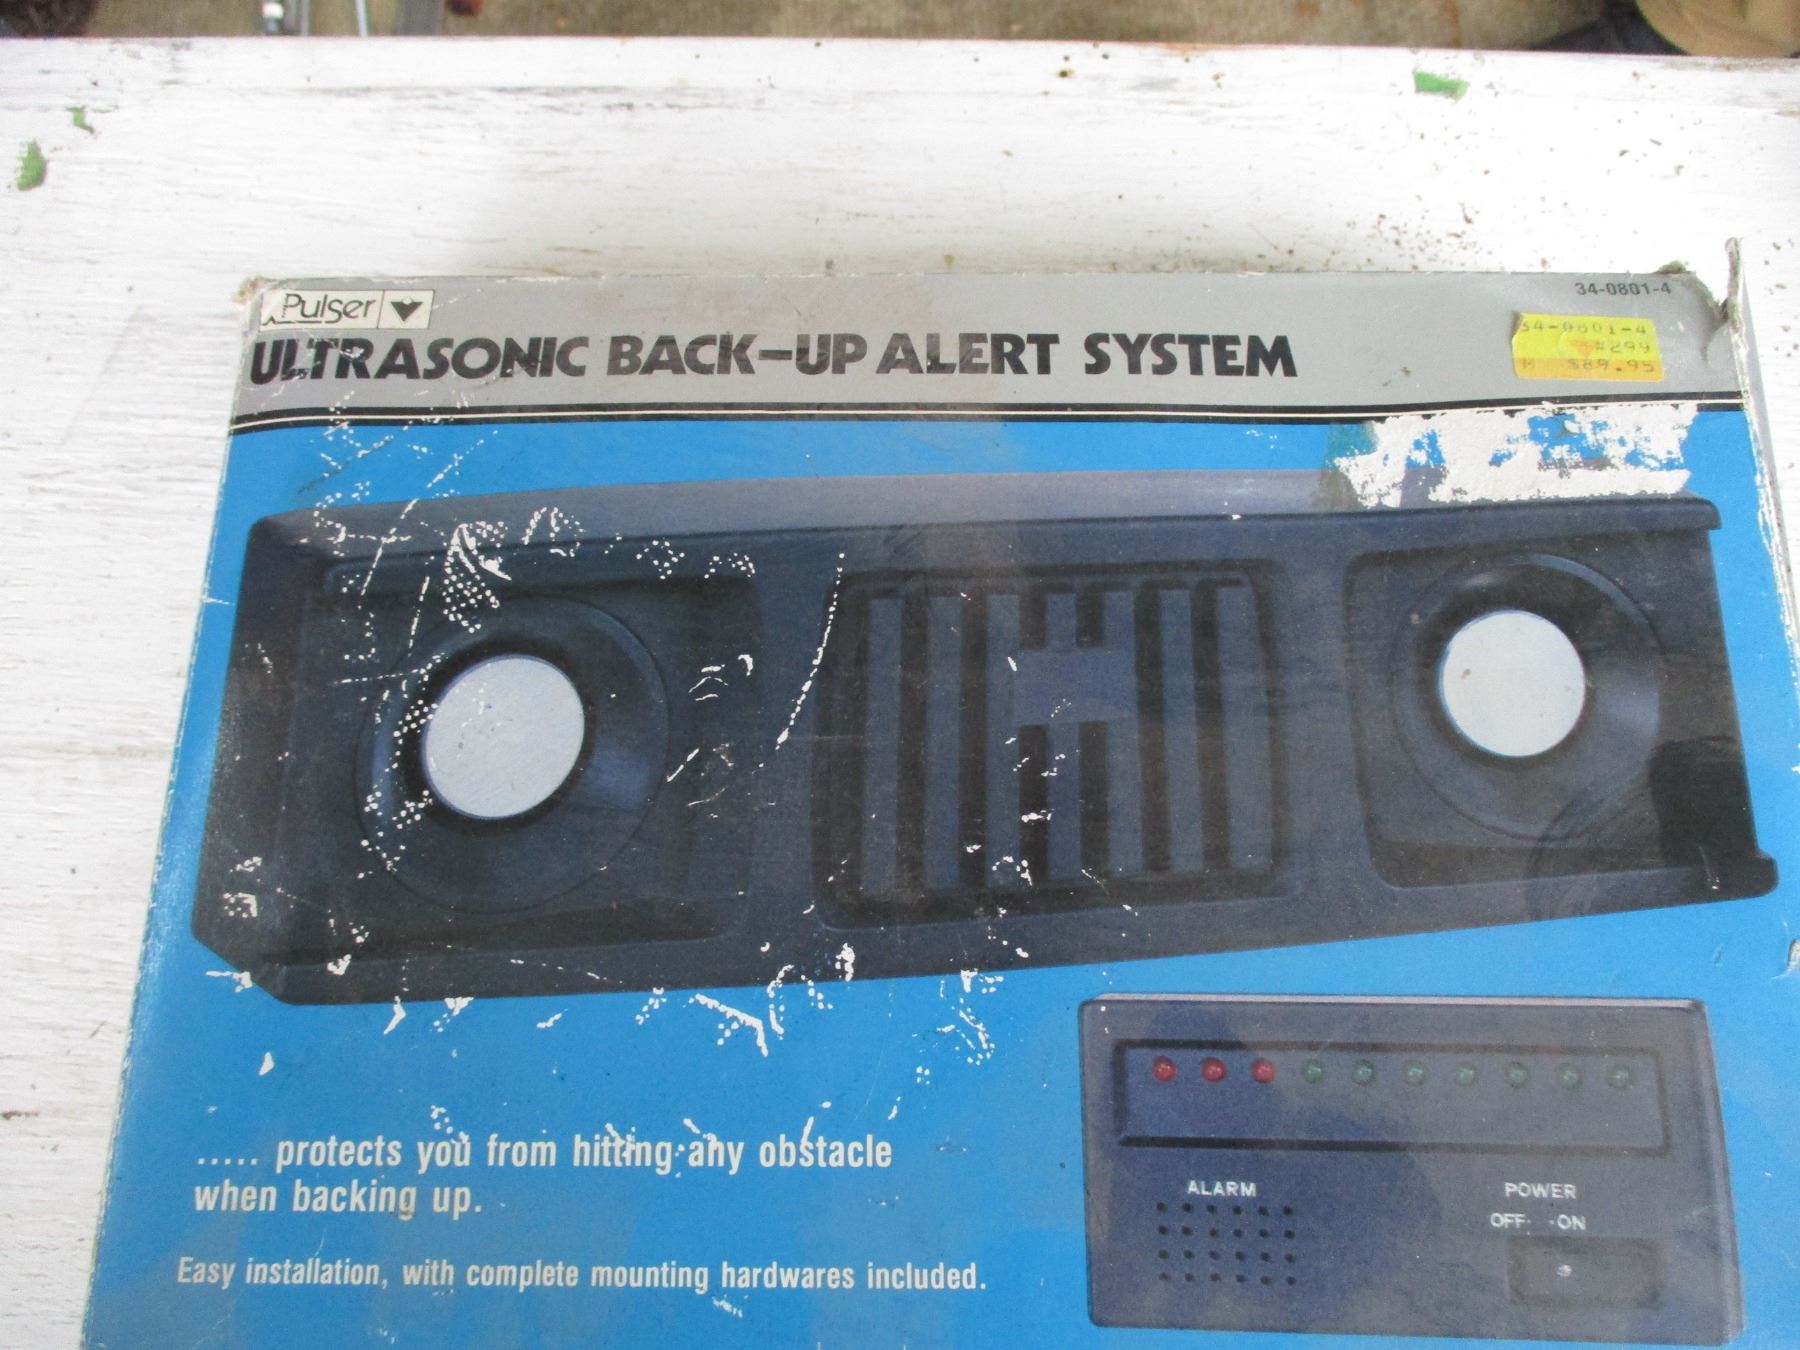 Pulser
34-0801-4
ULTRASONIC BACK-UP ALERT SYSTEM
34-0801-4
#299
$89.95
ALARM
POWER
OFF· ·ON
..... protects you from hitting any obstacle
when backing up.
Easy installation, with complete mounting hardwares included.